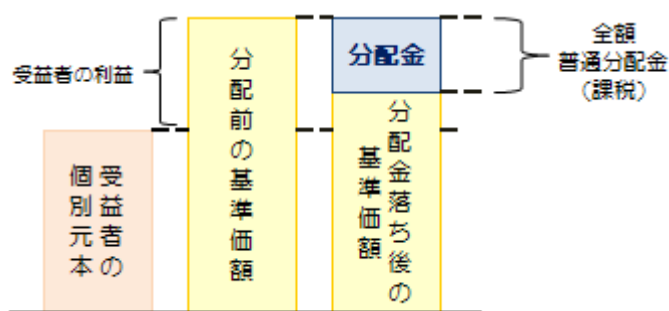 受益者の利益
受益者の
個別元本
分配前の基準価額
分配金
分配金落ち後の
基準価額
全額
普通分配金
(課税)